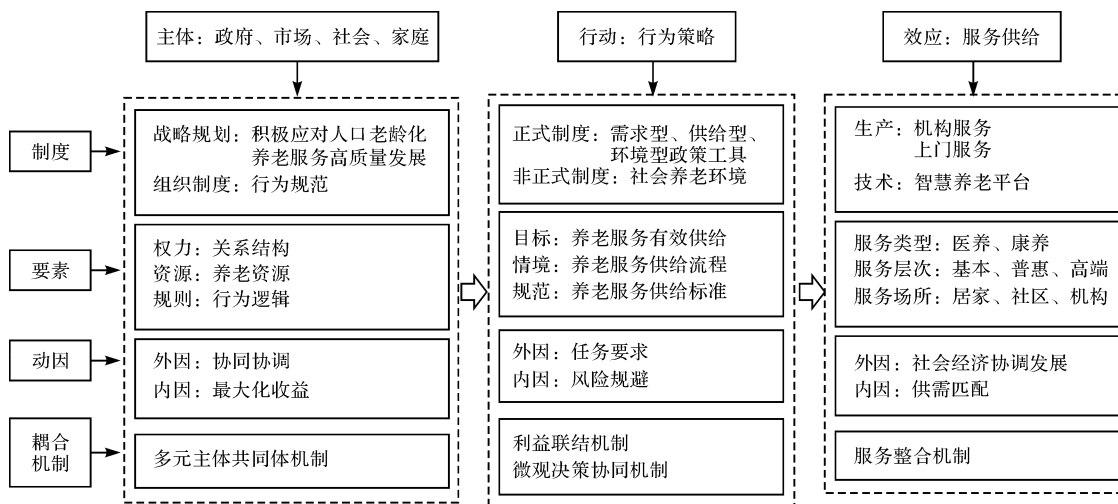 主体：政府、市场、社会、家庭
行动：行为策略
效应：服务供给
制度
战略规划：积极应对人口老龄化
养老服务高质量发展
组织制度：行为规范
正式制度：需求型、供给型、
环境型政策工具
非正式制度：社会养老环境
生产：机构服务
上门服务
技术：智慧养老平台
要素
权力：关系结构
资源：养老资源
规则：行为逻辑
目标：养老服务有效供给
情境：养老服务供给流程
规范：养老服务供给标准
服务类型：医养、康养
服务层次：基本、普惠、高端
服务场所：居家、社区、机构
动因
外因：协同协调
内因：最大化收益
外因：任务要求
内因：风险规避
外因：社会经济协调发展
内因：供需匹配
耦合
机制
多元主体共同体机制
利益联结机制
微观决策协同机制
服务整合机制